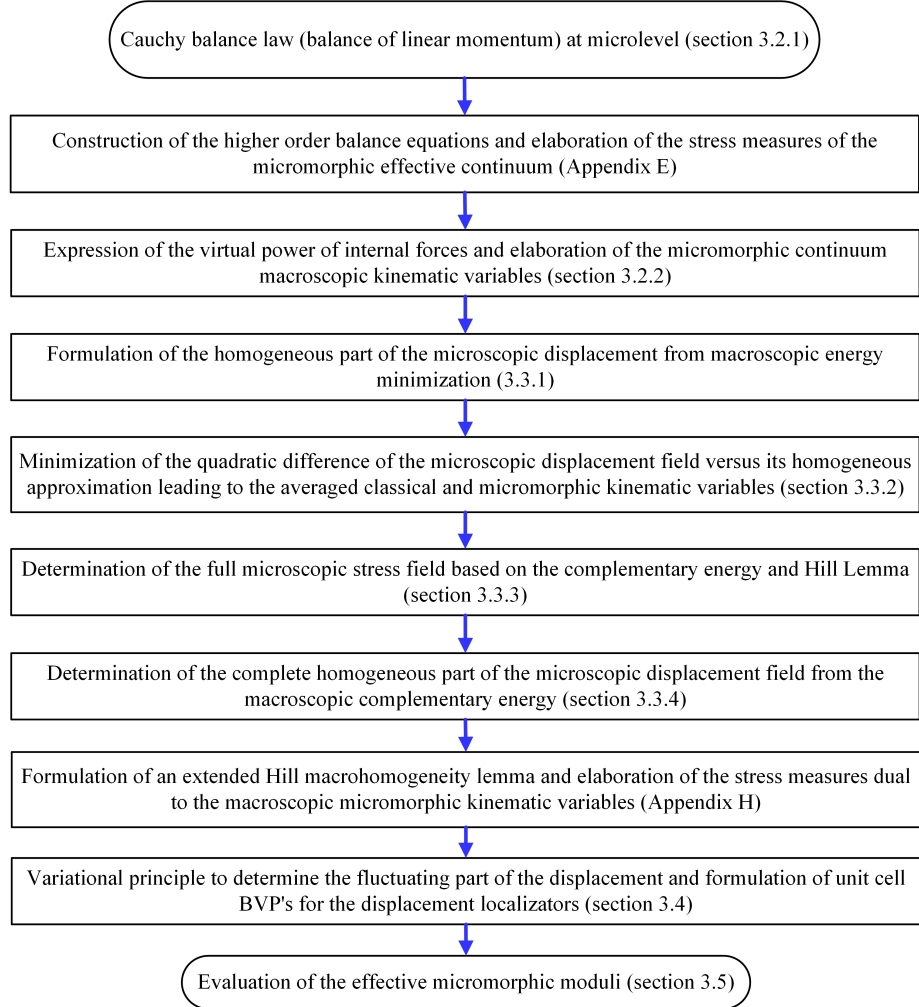 Cauchy balance law (balance of linear momentum) at microlevel (section 3.2.1)
Construction of the higher order balance equations and elaboration of the stress measures of the
micromorphic effective continuum (Appendix E)
Expression of the virtual power of internal forces and elaboration of the micromorphic continuum
macroscopic kinematic variables (section 3.2.2)
Formulation of the homogeneous part of the microscopic displacement from macroscopic energy
minimization (3.3.1)
Minimization of the quadratic difference of the microscopic displacement field versus its homogeneous
approximation leading to the averaged classical and micromorphic kinematic variables (section 3.3.2)
Determination of the full microscopic stress field based on the complementary energy and Hill Lemma
(section 3.3.3)
Determination of the complete homogeneous part of the microscopic displacement field from the
macroscopic complementary energy (section 3.3.4)
Formulation of an extended Hill macrohomogeneity lemma and elaboration of the stress measures dual
to the macroscopic micromorphic kinematic variables (Appendix H)
Variational principle to determine the fluctuating part of the displacement and formulation of unit cell
BVP's for the displacement localizators (section 3.4)
Evaluation of the effective micromorphic moduli (section 3.5)